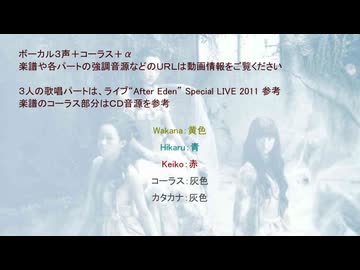 ボーカル3声+コーラス+α
楽譜や各パートの強調音源などのURLは動画情報をご覧ください
3人の歌唱パートは、ライブ“After Eden” Special LIVE 2011 参考
楽譜のコーラス部分はCD音源を参考
Wakana:黄色
Hikaru:青
Keiko:赤
コーラス:灰色
カタカナ:灰色